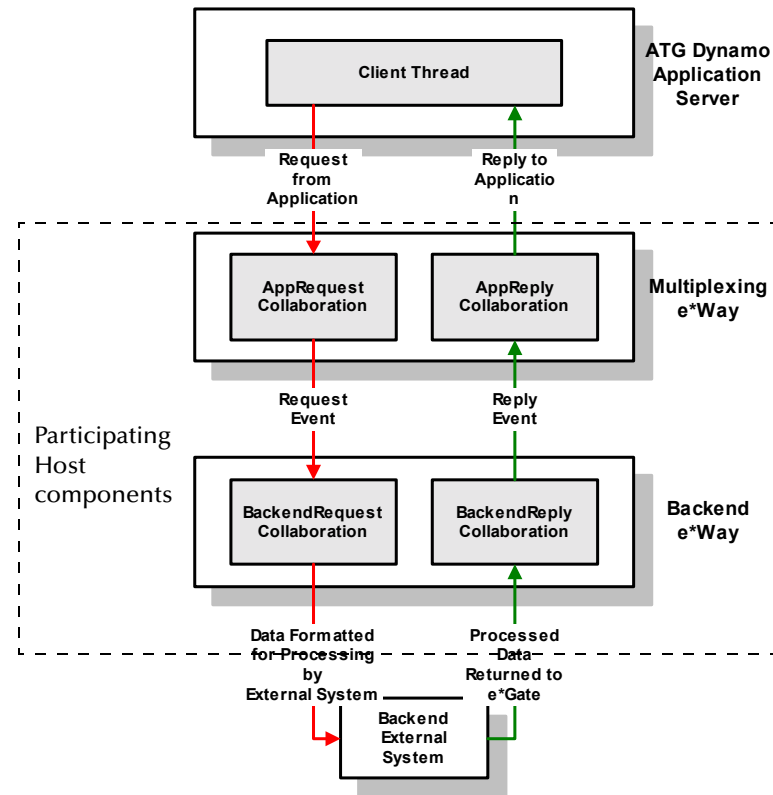 ATG Dynamo
Application
Server
Client Thread
Request
from
Application
Reply to
Applicatio
n
AppRequest
Collaboration
AppReply
Collaboration
Multiplexing
e*Way
Request
Event
Reply
Event
Participating
Host
components
BackendRequest
Collaboration
BackendReply
Collaboration
Backend
e*Way
Data Formatted
for Processing
by
External System
Processed
Data
Returned to
e*Gate
Backend
External
System